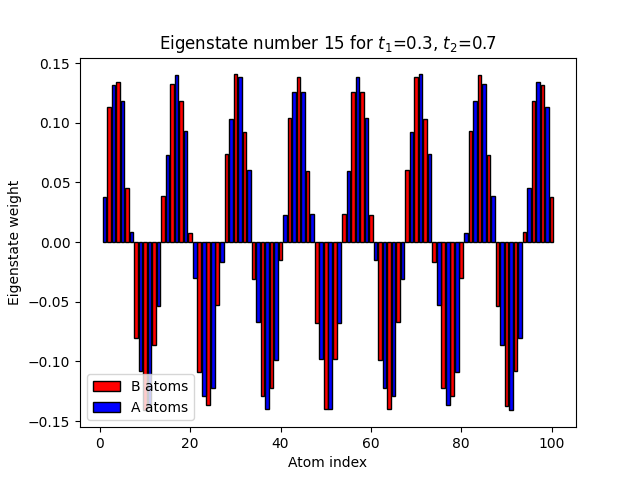 Eigenstate number 15 for t₁=0.3, t₂=0.7
0.15
0.10
0.05
0.00
−0.05
−0.10
−0.15
Eigenstate weight
B atoms
A atoms
0 20 40 60 80 100
Atom index